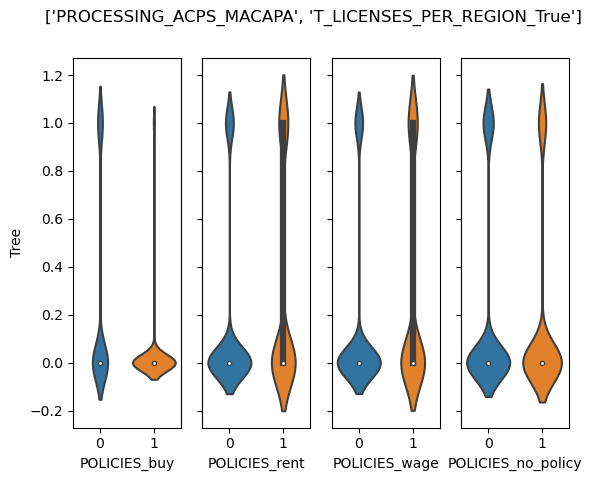 ['PROCESSING_ACPS_MACAPA', 'T_LICENSES_PER_REGION_True']
Tree
1.2
1.0
0.8
0.6
0.4
0.2
0.0
−0.2
0 1 0 1 0 1 0 1
POLICIES_buy POLICIES_rent POLICIES_wage POLICIES_no_policy